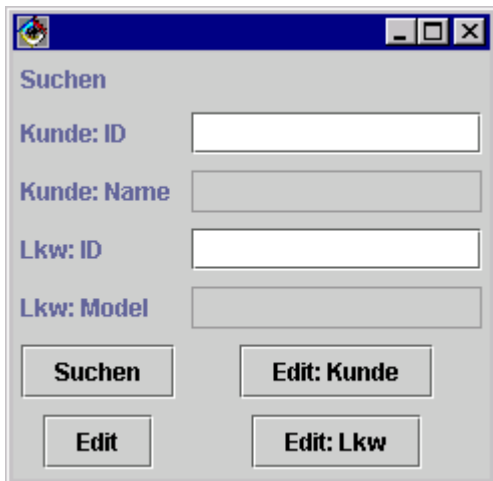 Suchen
Kunde: ID
Kunde: Name
Lkw: ID
Lkw: Model
Suchen Edit: Kunde
Edit Edit: Lkw